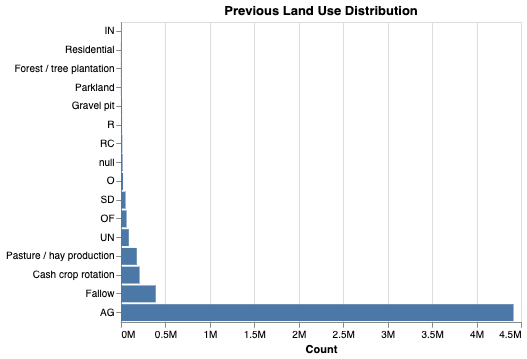 Previous Land Use Distribution
IN
Residential
Forest / tree plantation
Parkland
Gravel pit
R
RC
null
O
SD
OF
UN
Pasture / hay production
Cash crop rotation
Fallow
AG
0M 0.5M 1M 1.5M 2M 2.5M 3M 3.5M 4M 4.5M
Count